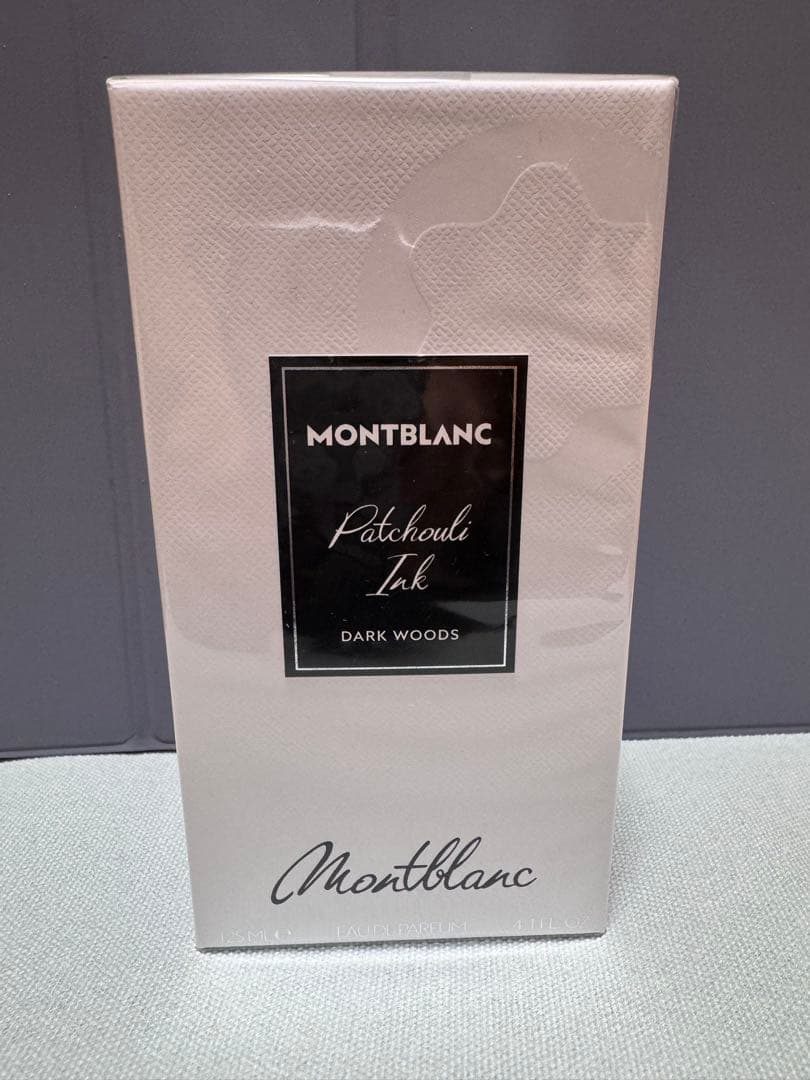 MONTBLANC
Patchouli
Ink
DARK WOODS
Montblanc
125 ML e EAU DE PARFUM 4.1 FL.OZ